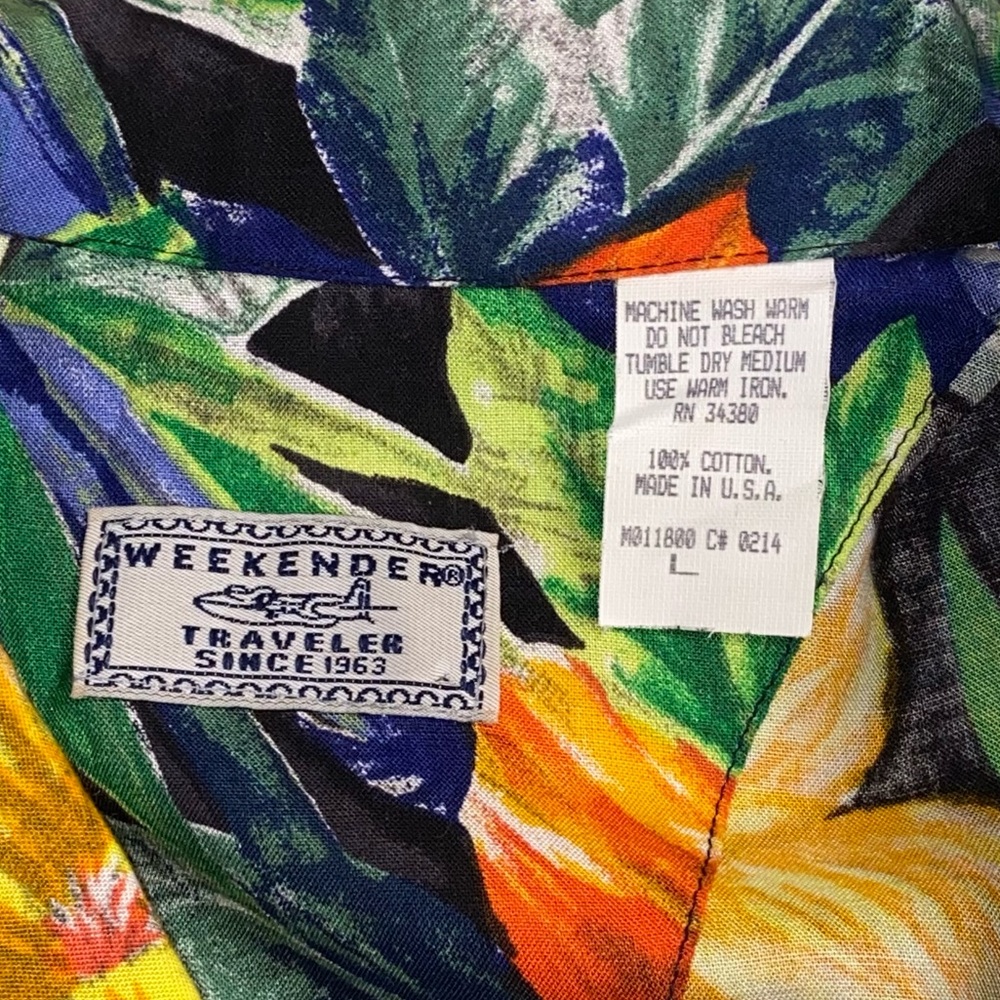 MACHINE WASH WARM
DO NOT BLEACH
TUMBLE DRY MEDIUM
USE WARM IRON.
RN 34380
100% COTTON.
MADE IN U.S.A.
M011800 C# 0214
L
WEEKENDER®
TRAVELER
SINCE 1963